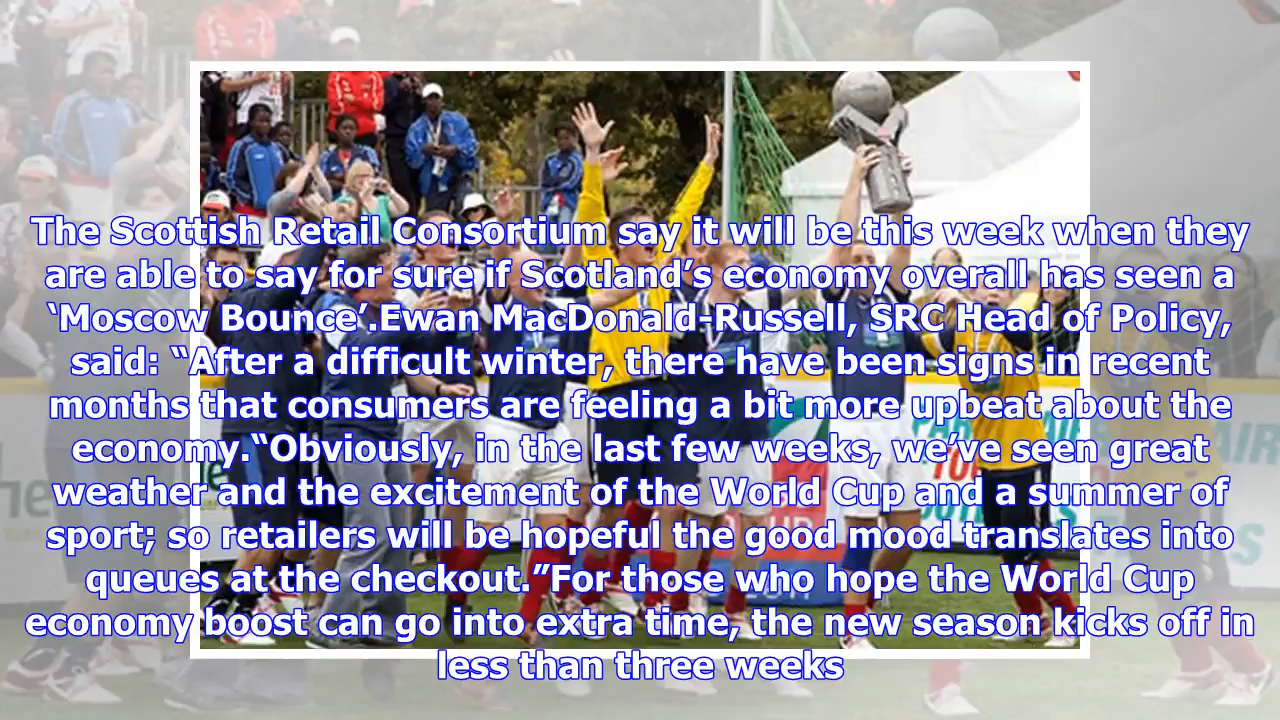 The Scottish Retail Consortium say it will be this week when they
are able to say for sure if Scotland’s economy overall has seen a
‘Moscow Bounce’.Ewan MacDonald-Russell, SRC Head of Policy,
said: “After a difficult winter, there have been signs in recent
months that consumers are feeling a bit more upbeat about the
economy.“Obviously, in the last few weeks, we’ve seen great
weather and the excitement of the World Cup and a summer of
sport; so retailers will be hopeful the good mood translates into
queues at the checkout.”For those who hope the World Cup
economy boost can go into extra time, the new season kicks off in
less than three weeks